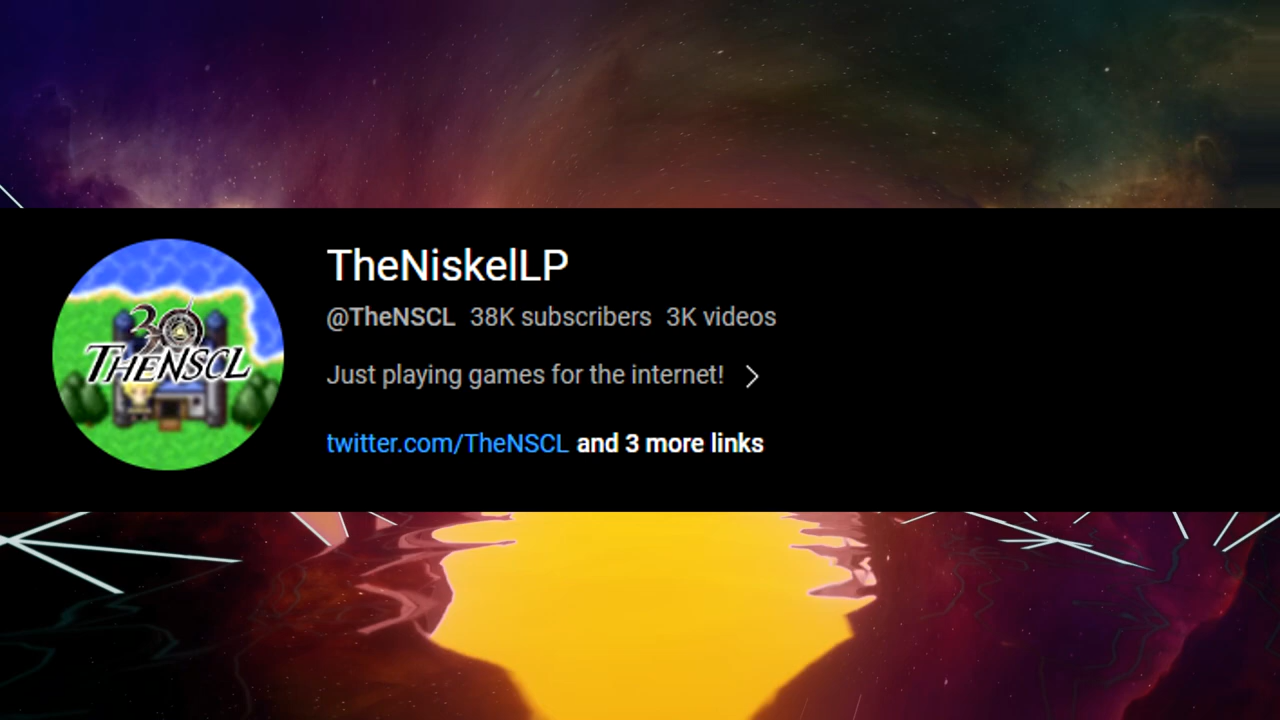 30
THENSCL
TheNiskelLP
@TheNSCL 38K subscribers 3K videos
Just playing games for the internet!
twitter.com/TheNSCL and 3 more links